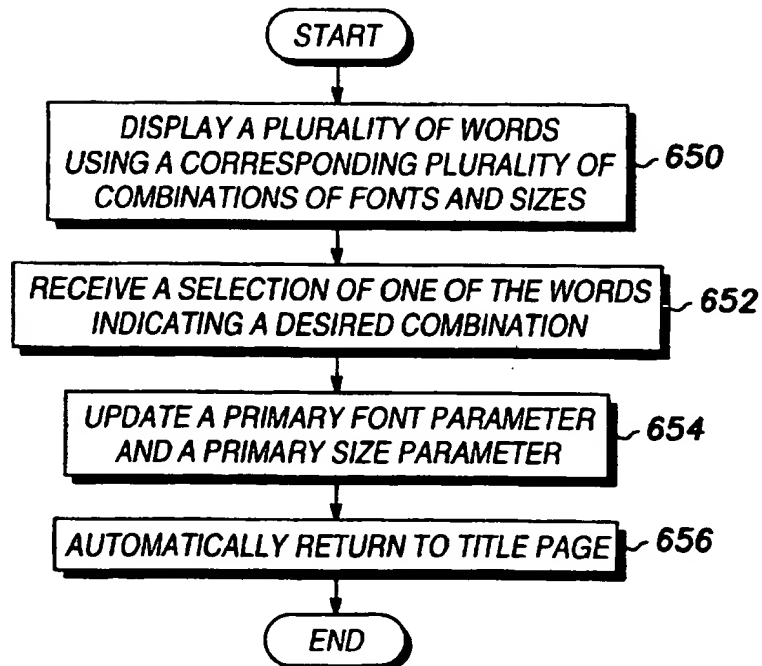 START
DISPLAY A PLURALITY OF WORDS
USING A CORRESPONDING PLURALITY OF
COMBINATIONS OF FONTS AND SIZES
650
RECEIVE A SELECTION OF ONE OF THE WORDS
INDICATING A DESIRED COMBINATION
652
UPDATE A PRIMARY FONT PARAMETER
AND A PRIMARY SIZE PARAMETER
654
AUTOMATICALLY RETURN TO TITLE PAGE
656
END